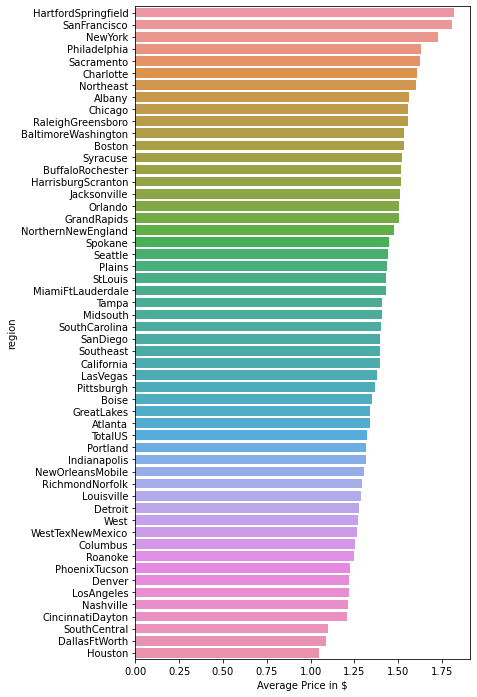 HartfordSpringfield
SanFrancisco
NewYork
Philadelphia
Sacramento
Charlotte
Northeast
Albany
Chicago
RaleighGreensboro
BaltimoreWashington
Boston
Syracuse
BuffaloRochester
HarrisburgScranton
Jacksonville
Orlando
GrandRapids
NorthernNewEngland
Spokane
Seattle
Plains
StLouis
MiamiFtLauderdale
Tampa
Midsouth
SouthCarolina
SanDiego
Southeast
California
LasVegas
Pittsburgh
Boise
GreatLakes
Atlanta
TotalUS
Portland
Indianapolis
NewOrleansMobile
RichmondNorfolk
Louisville
Detroit
West
WestTexNewMexico
Columbus
Roanoke
PhoenixTucson
Denver
LosAngeles
Nashville
CincinnatiDayton
SouthCentral
DallasFtWorth
Houston
region
0.00 0.25 0.50 0.75 1.00 1.25 1.50 1.75
Average Price in $